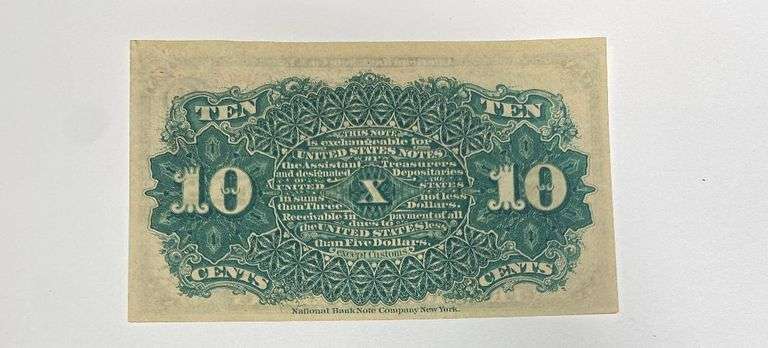 TEN TEN
THIS NOTE
is exchangeable for
UNITED STATES NOTES
BY
the Assistant Treasurers
and designated Depositaries
OF THE
UNITED STATES
in sums not less
than Three Dollars.
Receivable in payment of all
dues to
the UNITED STATES less
than Five Dollars.
except Customs
10 X 10
CENTS CENTS
National Bank Note Company New York.